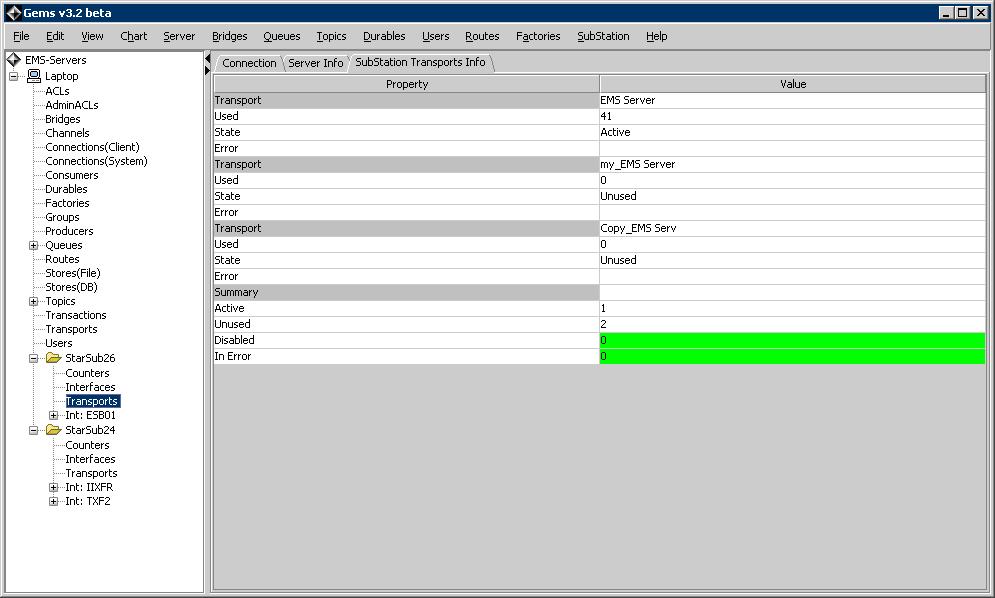 Gems v3.2 beta
File Edit View Chart Server Bridges Queues Topics Durables Users Routes Factories SubStation Help
EMS-Servers
Laptop
ACLs
AdminACLs
Bridges
Channels
Connections(Client)
Connections(System)
Consumers
Durables
Factories
Groups
Producers
Queues
Routes
Stores(File)
Stores(DB)
Topics
Transactions
Transports
Users
StarSub26
Counters
Interfaces
Transports
Int: ESB01
StarSub24
Counters
Interfaces
Transports
Int: IIXFR
Int: TXF2
Connection Server Info SubStation Transports Info
Property Value
Transport EMS Server
Used 41
State Active
Error
Transport my_EMS Server
Used 0
State Unused
Error
Transport Copy_EMS Serv
Used 0
State Unused
Error
Summary
Active 1
Unused 2
Disabled 0
In Error 0